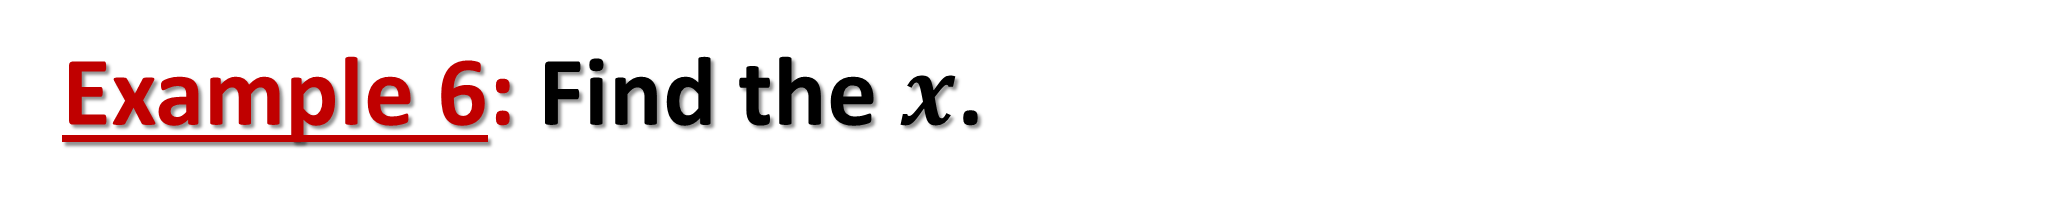 Example 6: Find the 𝒙.